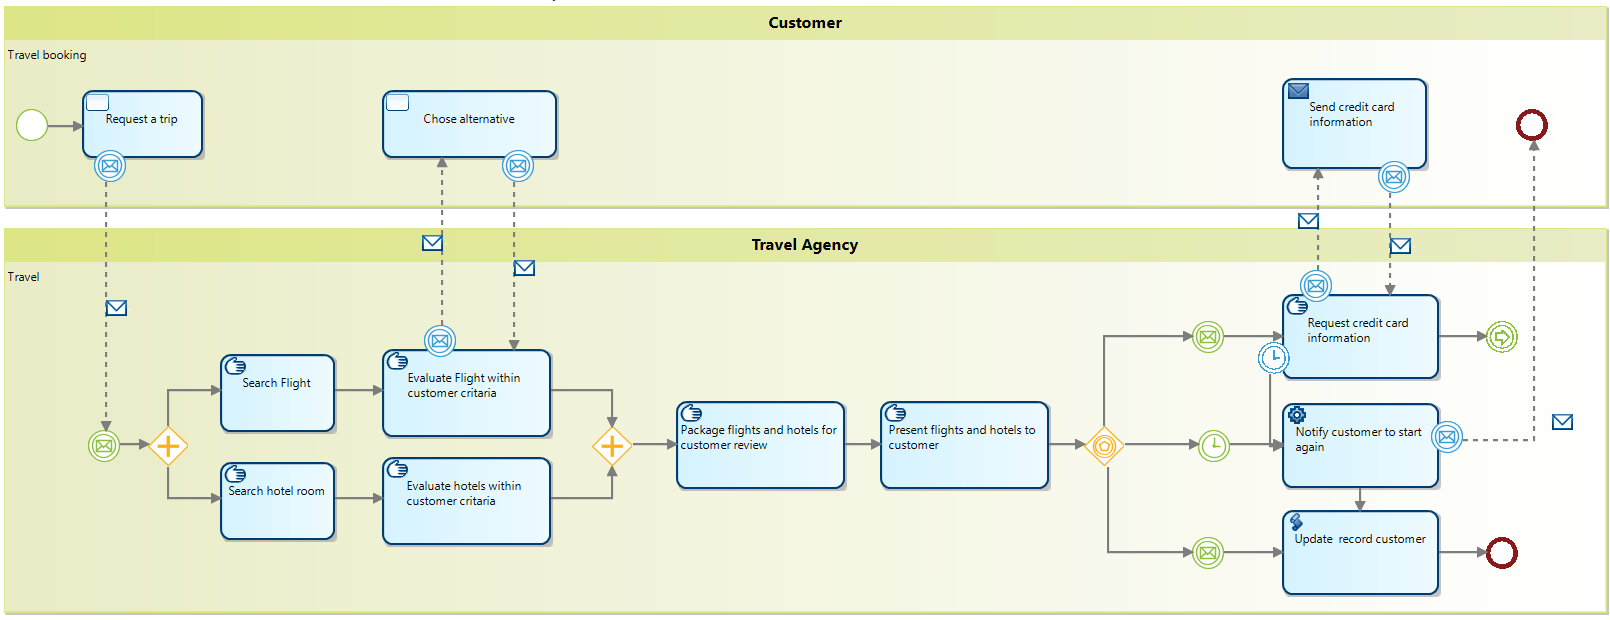 Customer
Travel booking
Request a trip
Chose alternative
Send credit card
information
Travel Agency
Travel
Request credit card
information
Search Flight
Evaluate Flight within
customer critaria
Notify customer to start
again
Package flights and hotels for
customer review
Present flights and hotels to
customer
Search hotel room
Evaluate hotels within
customer critaria
Update record customer